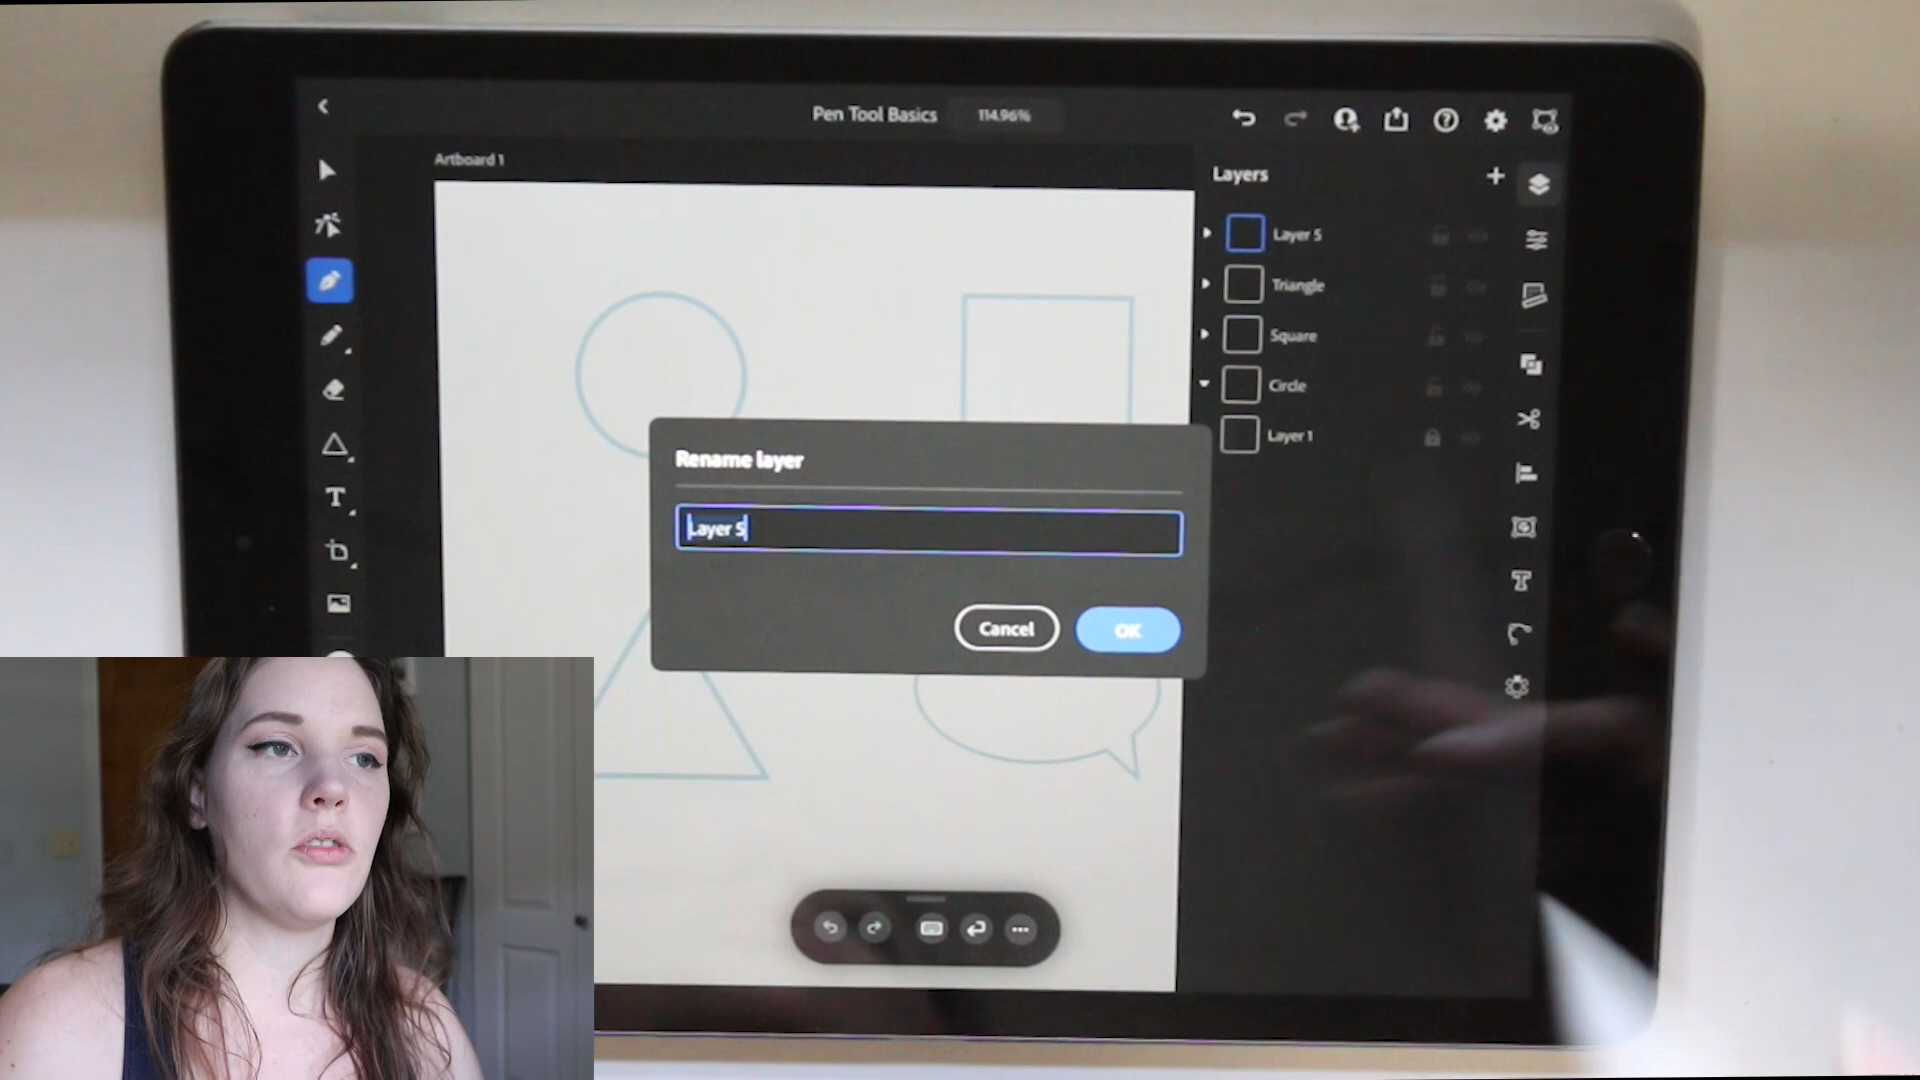 Pen Tool Basics 114.96%
Artboard 1
Layers
Layer 5
Triangle
Square
Circle
Layer 1
Rename layer
Layer 5
Cancel OK